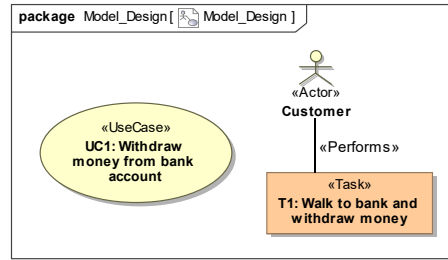 package Model_Design [ Model_Design ]
«Actor»
Customer
«UseCase»
UC1: Withdraw
money from bank
account
«Performs»
«Task»
T1: Walk to bank and
withdraw money